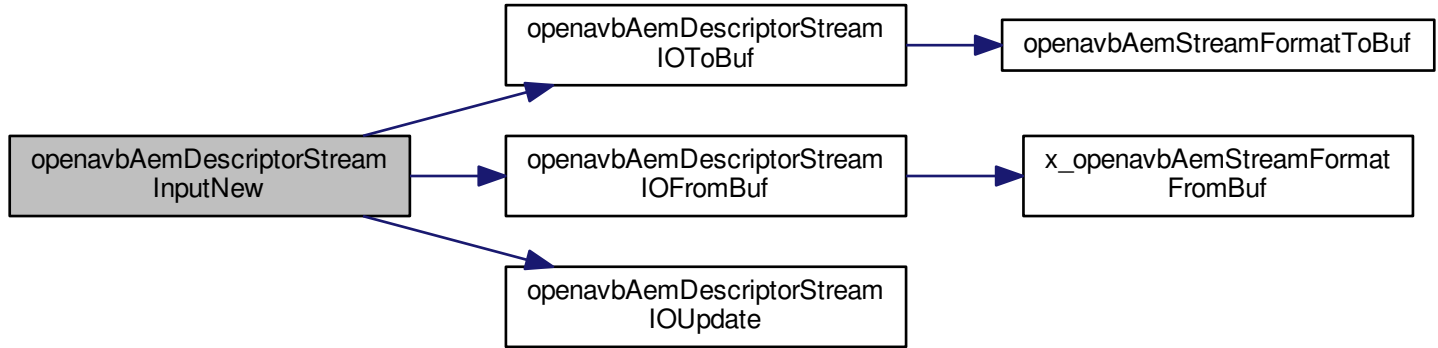 openavbAemDescriptorStream
InputNew
openavbAemDescriptorStream
IOToBuf
openavbAemStreamFormatToBuf
openavbAemDescriptorStream
IOFromBuf
x_openavbAemStreamFormat
FromBuf
openavbAemDescriptorStream
IOUpdate